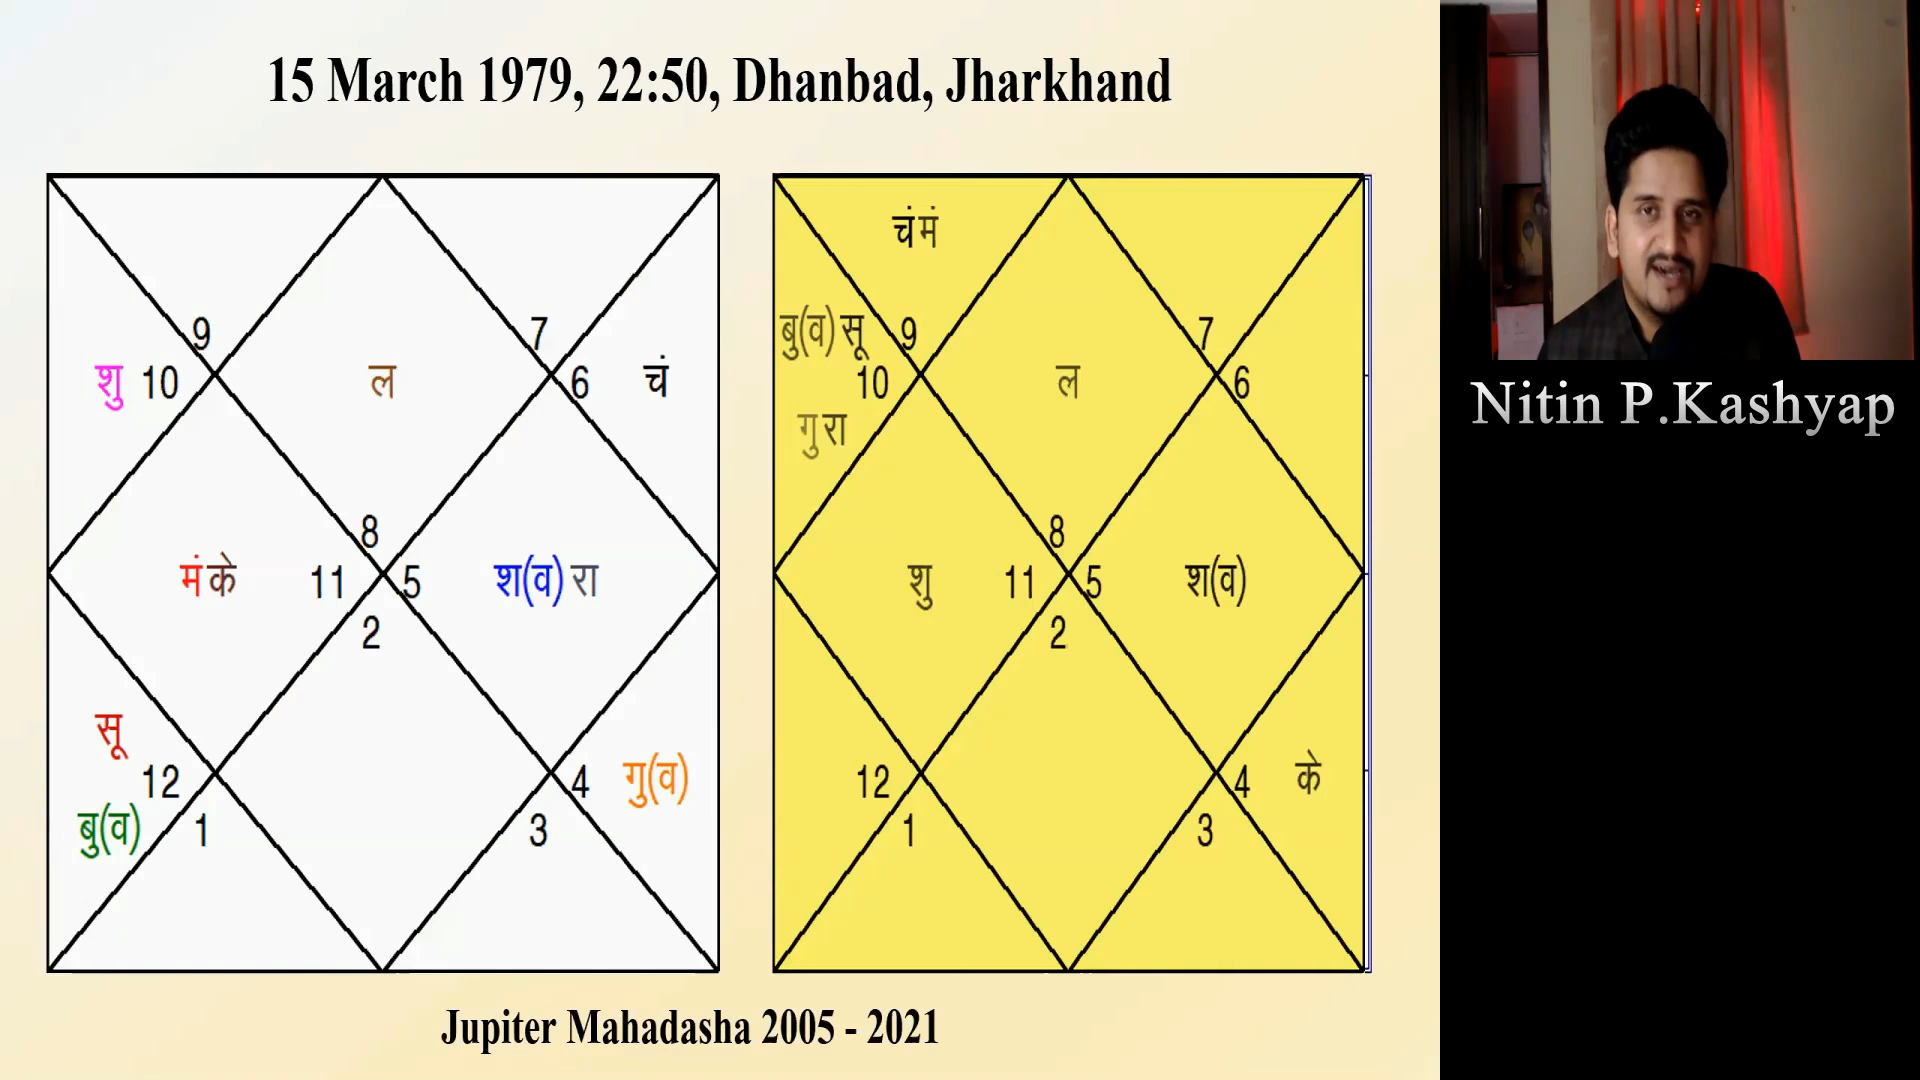 15 March 1979, 22:50, Dhanbad, Jharkhand
9
7
शु 10
ल
6 चं
8
मं के 11
5 श(व) रा
2
सू
12
4 गु(व)
बु(व) 1
3
चं मं
बु(व) सू 9
7
10
ल
6
गु रा
8
शु 11
5 श(व)
2
12
4 के
1
3
Jupiter Mahadasha 2005 - 2021
Nitin P.Kashyap